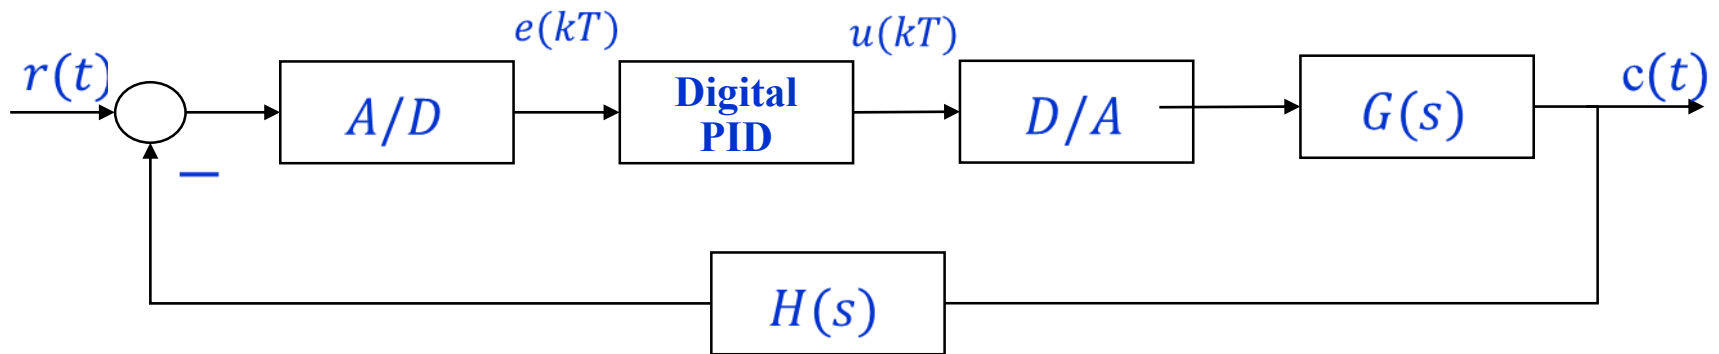 e(kT)
u(kT)
r(t)
c(t)
A/D
Digital
PID
D/A
G(s)
−
H(s)